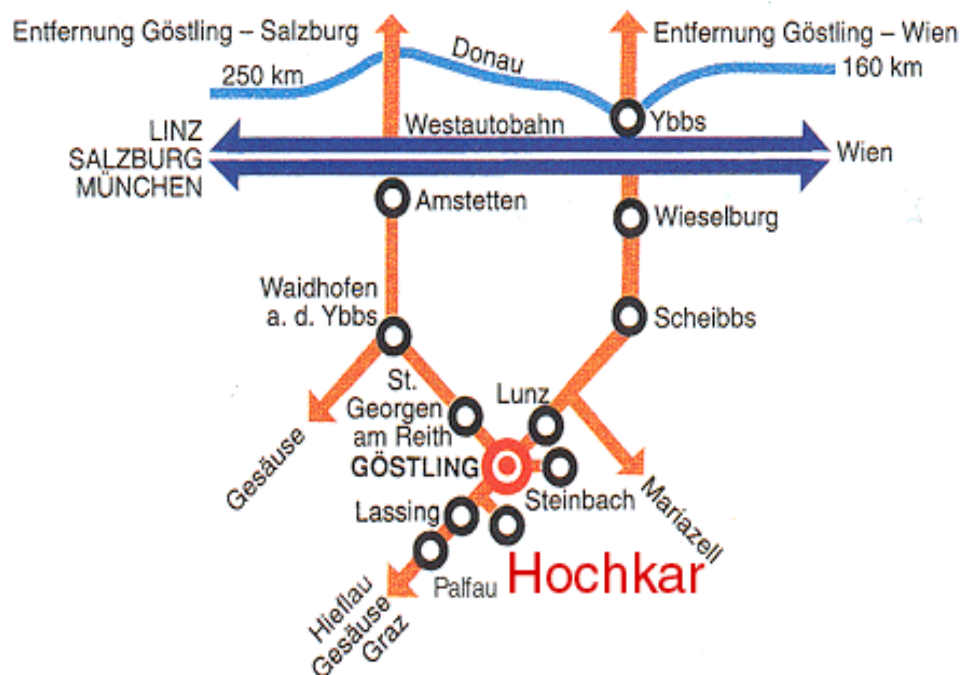 Entfernung Göstling – Salzburg
Entfernung Göstling – Wien
Donau
250 km
160 km
Ybbs
LINZ
SALZBURG
MÜNCHEN
Westautobahn
Wien
Amstetten
Wieselburg
Waidhofen
a. d. Ybbs
Scheibbs
St.
Georgen
am Reith
Lunz
GÖSTLING
Gesäuse
Steinbach
Mariazell
Lassing
Palfau
Hochkar
Hieflau
Gesäuse
Graz